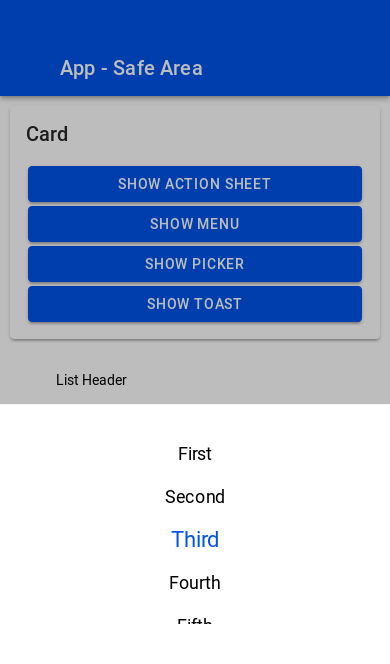 App - Safe Area
Card
SHOW ACTION SHEET
SHOW MENU
SHOW PICKER
SHOW TOAST
List Header
First
Second
Third
Fourth
Fifth